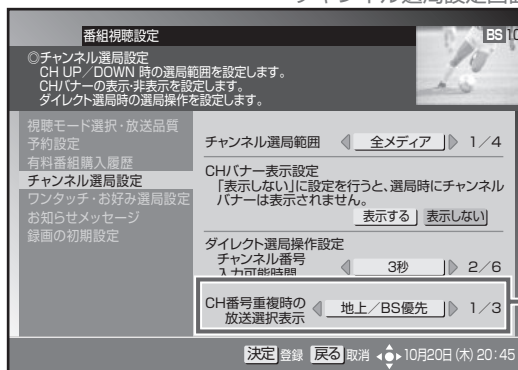 番組視聴設定
BS 10
◎チャンネル選局設定
CH UP／DOWN 時の選局範囲を設定します。
CHバナーの表示・非表示を設定します。
ダイレクト選局時の選局操作を設定します。
視聴モード選択・放送品質
予約設定
有料番組購入履歴
チャンネル選局設定
ワンタッチ・お好み選局設定
お知らせメッセージ
録画の初期設定
チャンネル選局範囲 全メディア 1／4
CHバナー表示設定
「表示しない」に設定を行うと、選局時にチャンネル
バナーは表示されません。
表示する 表示しない
ダイレクト選局操作設定
チャンネル番号
入力可能時間 3秒 2／6
CH番号重複時の
放送選択表示 地上／BS優先 1／3
決定 登録 戻る 取消 10月20日(木) 20:45